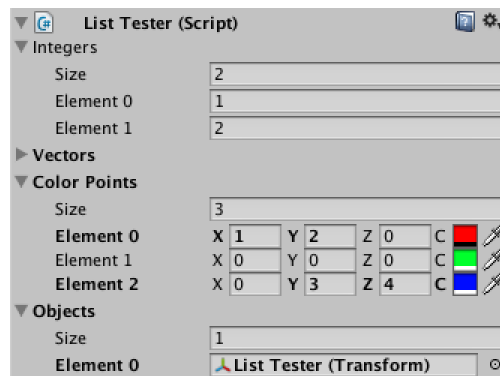 C# List Tester (Script)
Integers
Size 2
Element 0 1
Element 1 2
Vectors
Color Points
Size 3
Element 0 X 1 Y 2 Z 0 C
Element 1 X 0 Y 0 Z 0 C
Element 2 X 0 Y 3 Z 4 C
Objects
Size 1
Element 0 List Tester (Transform)